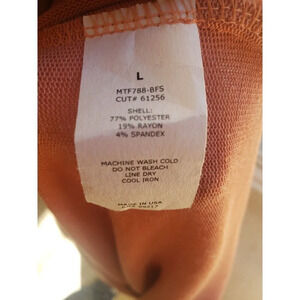 L
MTF788-BFS
CUT# 61256
SHELL:
77% POLYESTER
19% RAYON
4% SPANDEX
MACHINE WASH COLD
DO NOT BLEACH
LINE DRY
COOL IRON
MADE IN USA